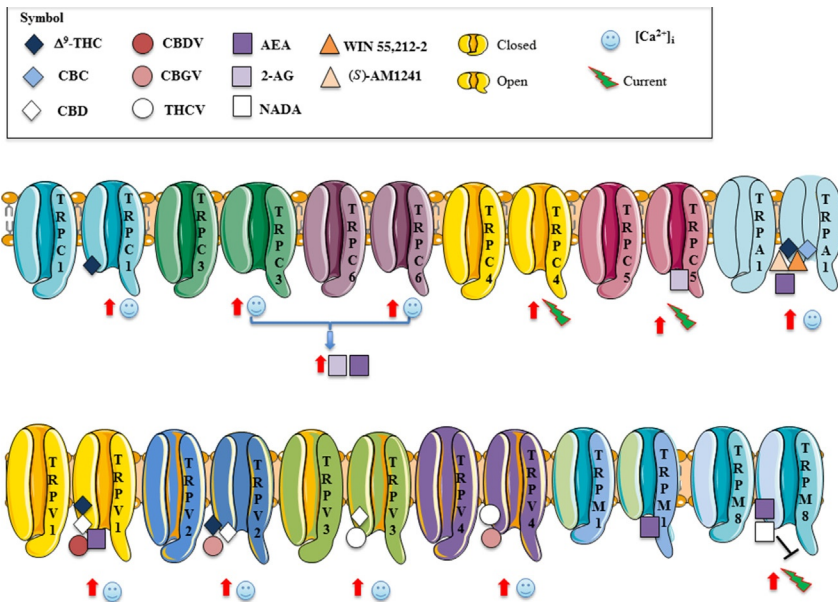 Symbol
Δ⁹-THC CBDV AEA WIN 55,212-2 Closed [Ca²⁺]ᵢ
CBC CBGV 2-AG (S)-AM1241 Open Current
CBD THCV NADA
TRPC1 TRPC1 TRPC3 TRPC3 TRPC6 TRPC6 TRPC4 TRPC4 TRPC5 TRPC5 TRPA1 TRPA1
TRPV1 TRPV1 TRPV2 TRPV2 TRPV3 TRPV3 TRPV4 TRPV4 TRPM1 TRPM1 TRPM8 TRPM8